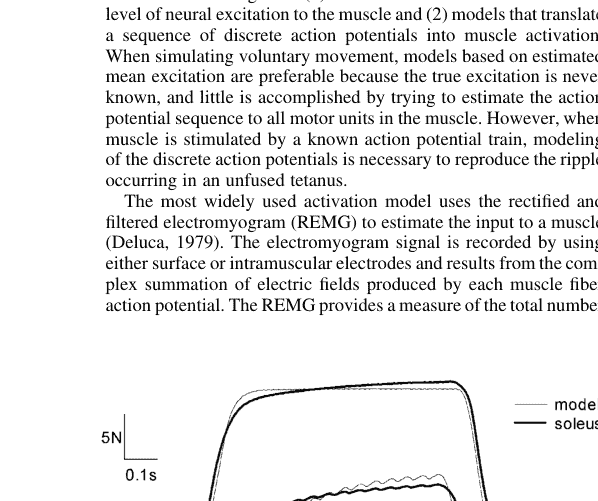 level of neural excitation to the muscle and (2) models that translate
a sequence of discrete action potentials into muscle activation
When simulating voluntary movement, models based on estimated
mean excitation are preferable because the true excitation is neve
known, and little is accomplished by trying to estimate the action
potential sequence to all motor units in the muscle. However, when
muscle is stimulated by a known action potential train, modeling
of the discrete action potentials is necessary to reproduce the ripple
occurring in an unfused tetanus.
The most widely used activation model uses the rectified and
filtered electromyogram (REMG) to estimate the input to a muscle
(Deluca, 1979). The electromyogram signal is recorded by using
either surface or intramuscular electrodes and results from the com
plex summation of electric fields produced by each muscle fibe
action potential. The REMG provides a measure of the total numbe
model
soleus
5N
0.1s